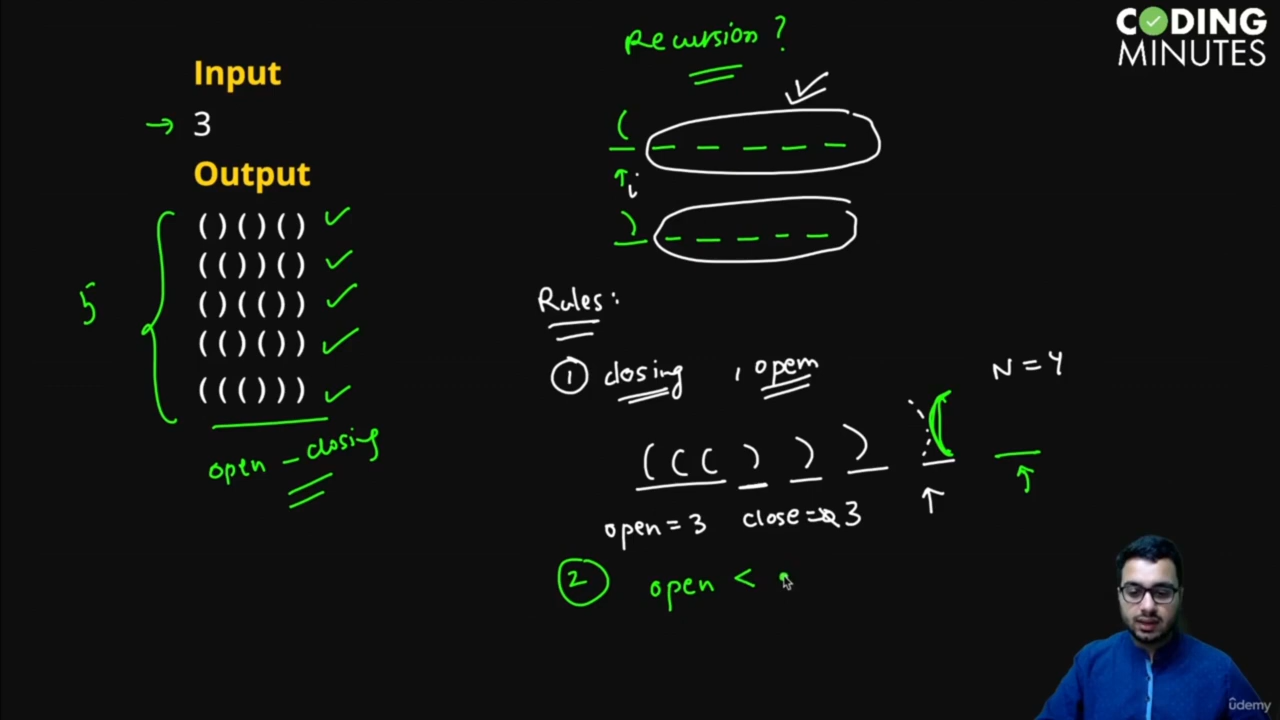 CODING
MINUTES
Recursion?
Input
→ 3
Output
( ) ( ) ( )
( ( ) ) ( )
( ) ( ( ) )
( ( ) ( ) )
( ( ( ) ) )
5
open - closing
(
i
)
Rules:
① closing , open
N = 4
( ( ( ) ) ) (
open = 3 close = 3
② open <
ûdemy